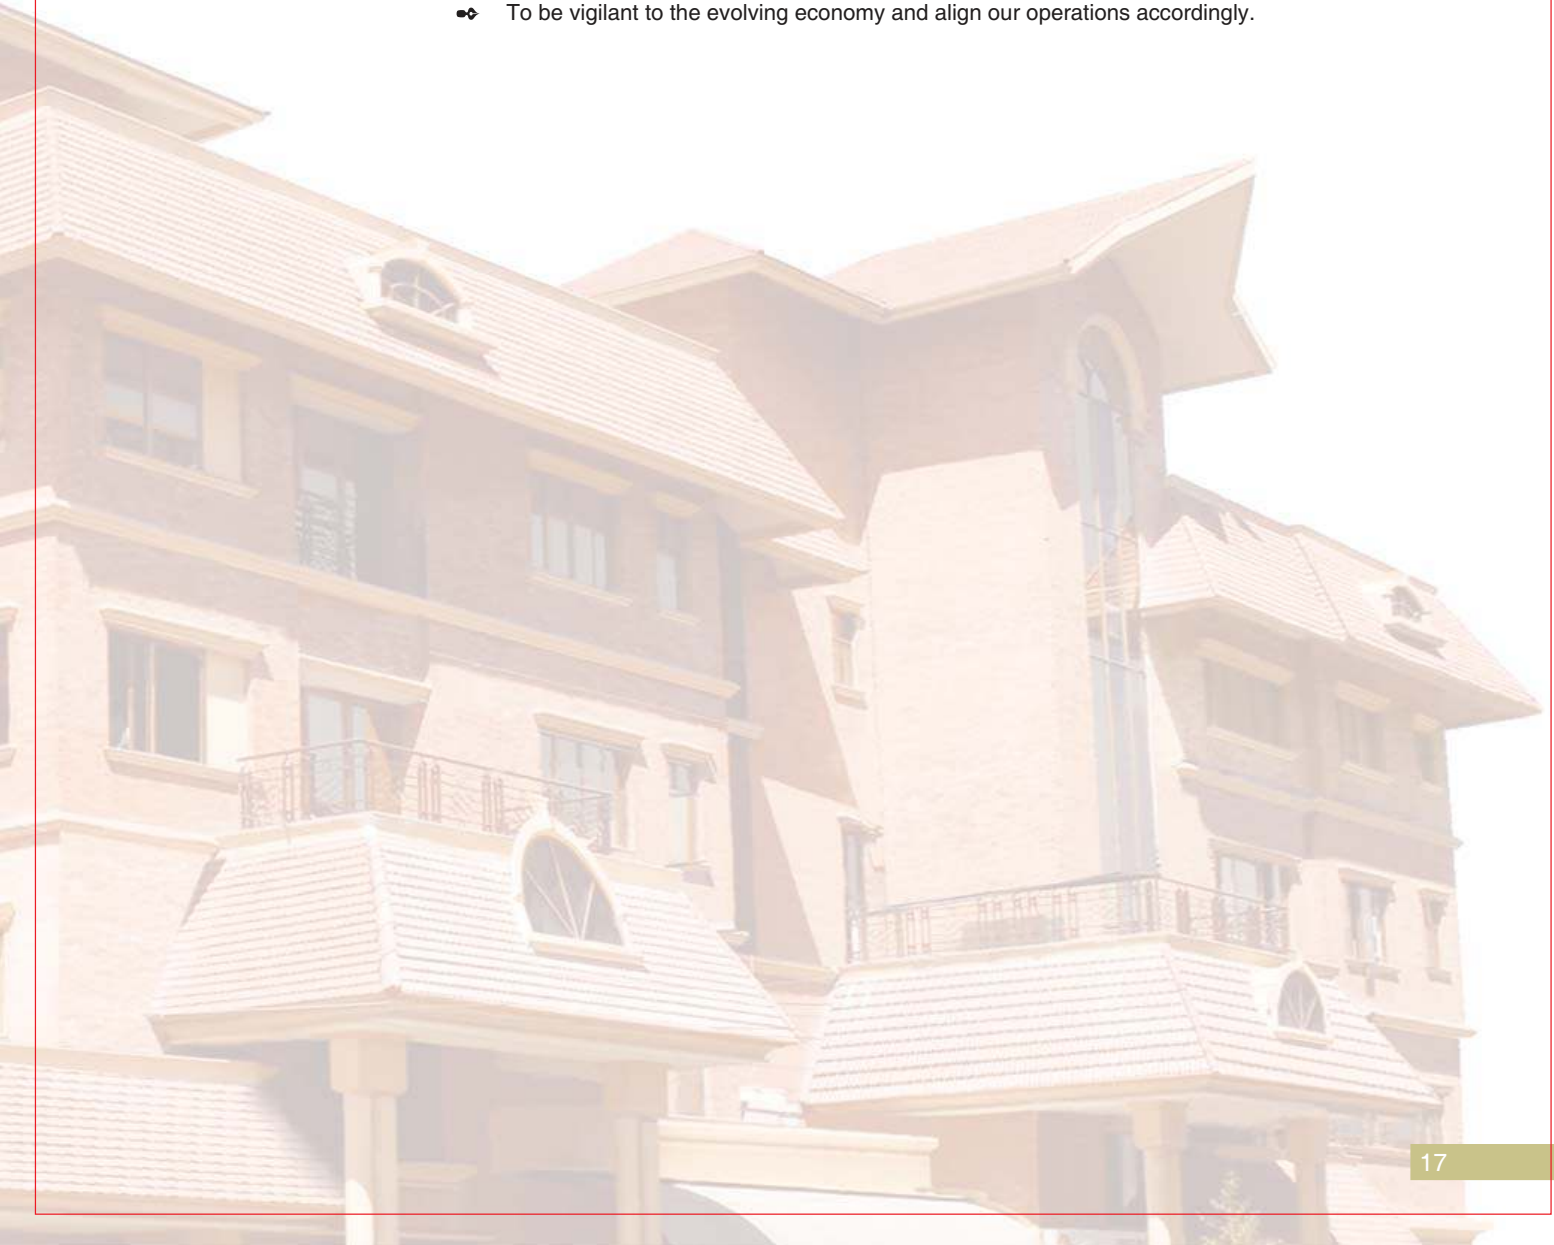 ✒ To be vigilant to the evolving economy and align our operations accordingly.
17